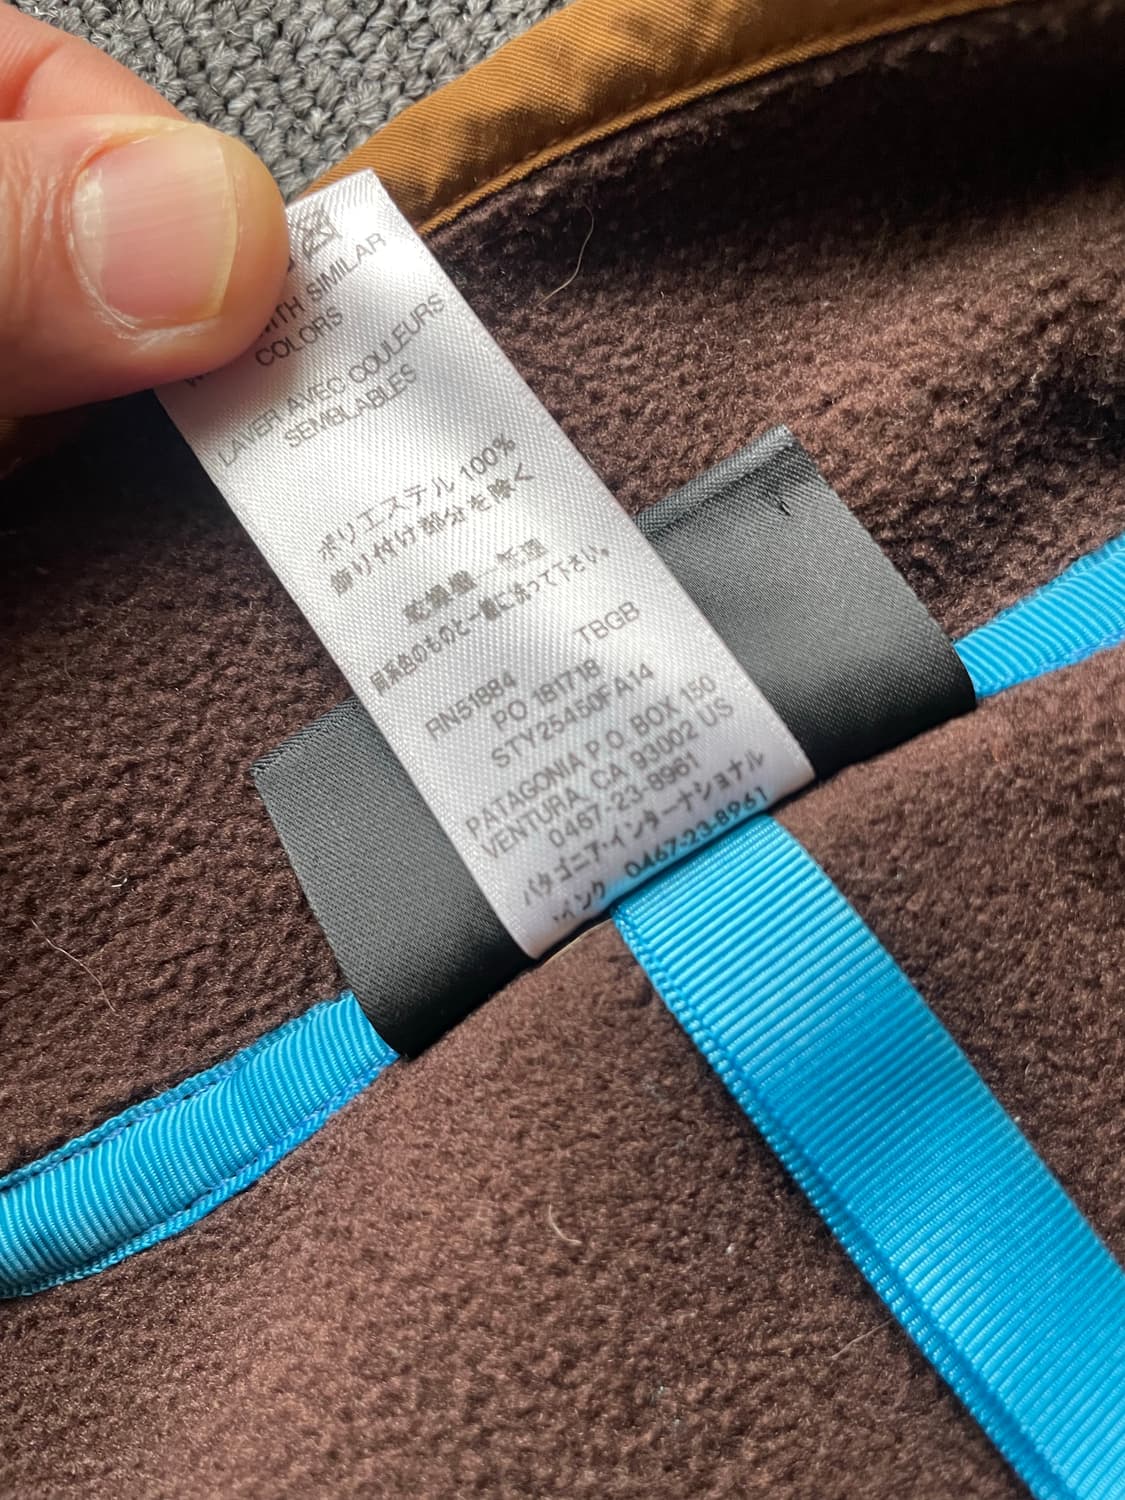 WITH SIMILAR
COLORS
LAVER AVEC COULEURS
SEMBLABLES
ポリエステル 100%
飾り付け部分を除く
乾燥機…低温
同系色のものと一緒に洗って下さい。
TBGB
RN51884
PO 181718
STY25450FA14
PATAGONIA P.O. BOX 150
VENTURA, CA 93002 US
0467-23-8961
パタゴニア・インターナショナル
・インク 0467-23-8961